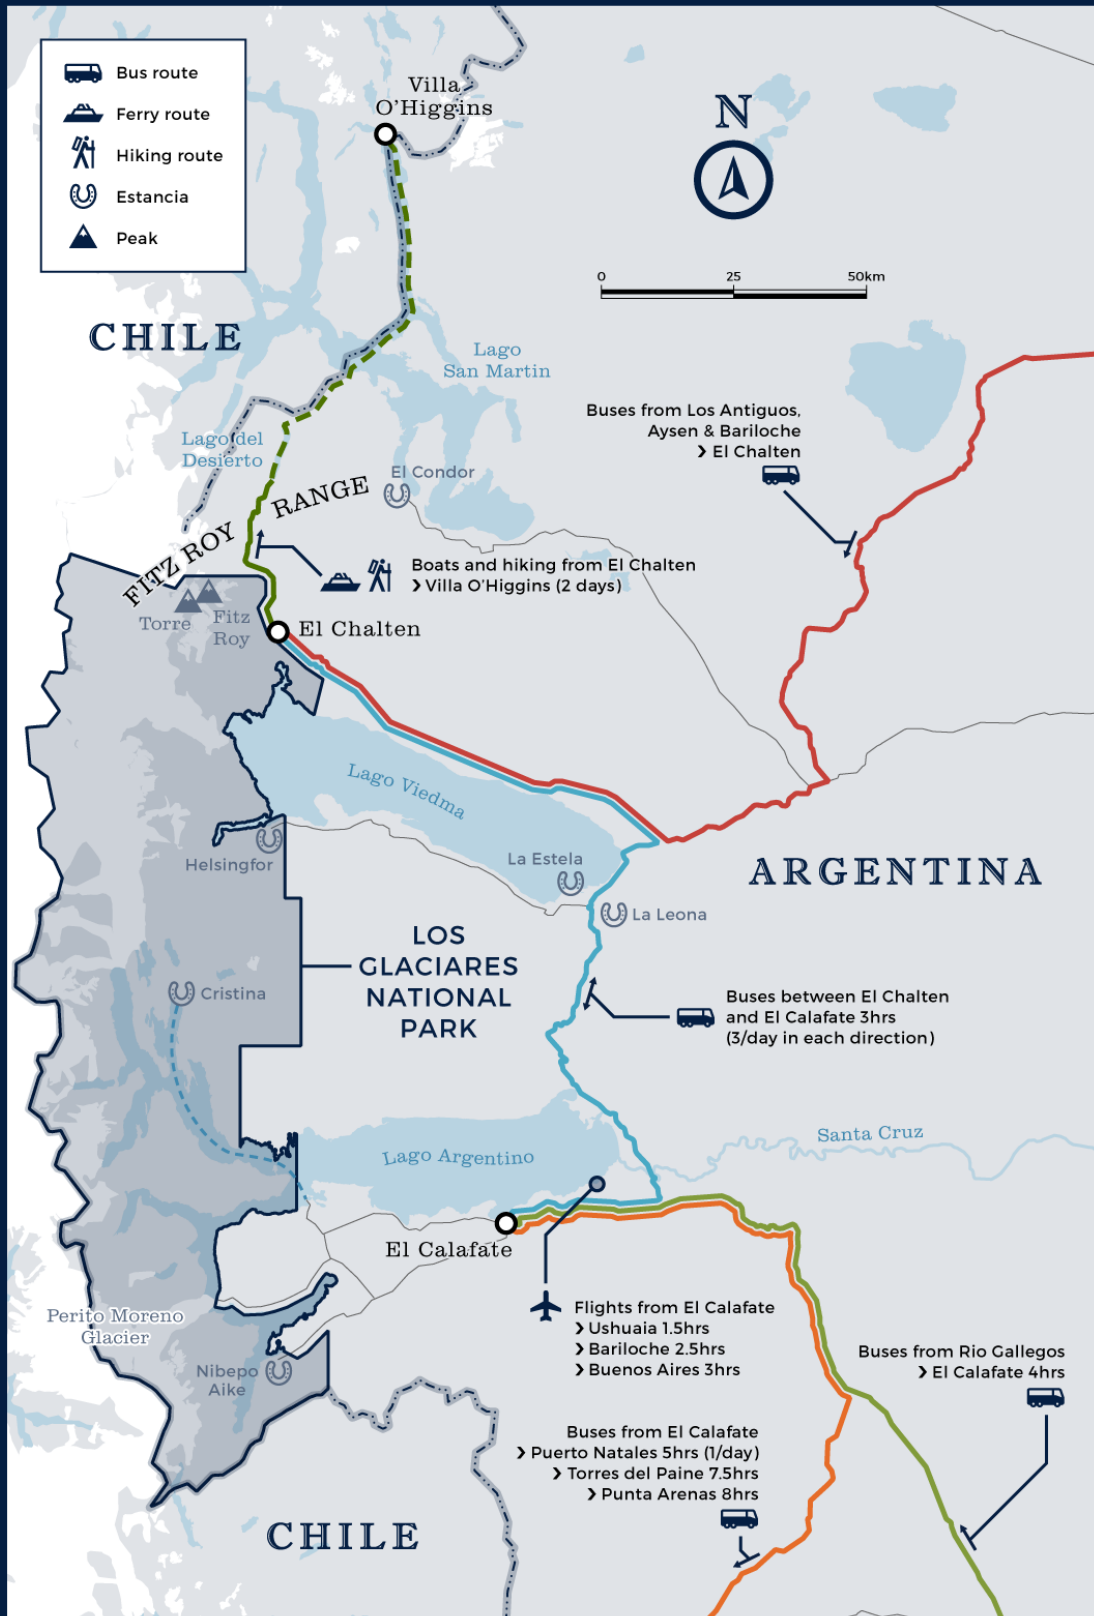 Bus route
Ferry route
Hiking route
Estancia
Peak
Villa
O'Higgins
N
0 25 50km
CHILE
Lago
San Martin
Buses from Los Antiguos,
Aysen & Bariloche
> El Chalten
Lago del
Desierto
El Condor
FITZ ROY RANGE
Boats and hiking from El Chalten
> Villa O'Higgins (2 days)
Torre
Fitz
Roy
El Chalten
Lago Viedma
Helsingfor
La Estela
ARGENTINA
La Leona
LOS
GLACIARES
NATIONAL
PARK
Cristina
Buses between El Chalten
and El Calafate 3hrs
(3/day in each direction)
Santa Cruz
Lago Argentino
El Calafate
Perito Moreno
Glacier
Flights from El Calafate
> Ushuaia 1.5hrs
> Bariloche 2.5hrs
> Buenos Aires 3hrs
Buses from Rio Gallegos
> El Calafate 4hrs
Nibepo
Aike
Buses from El Calafate
> Puerto Natales 5hrs (1/day)
> Torres del Paine 7.5hrs
> Punta Arenas 8hrs
CHILE